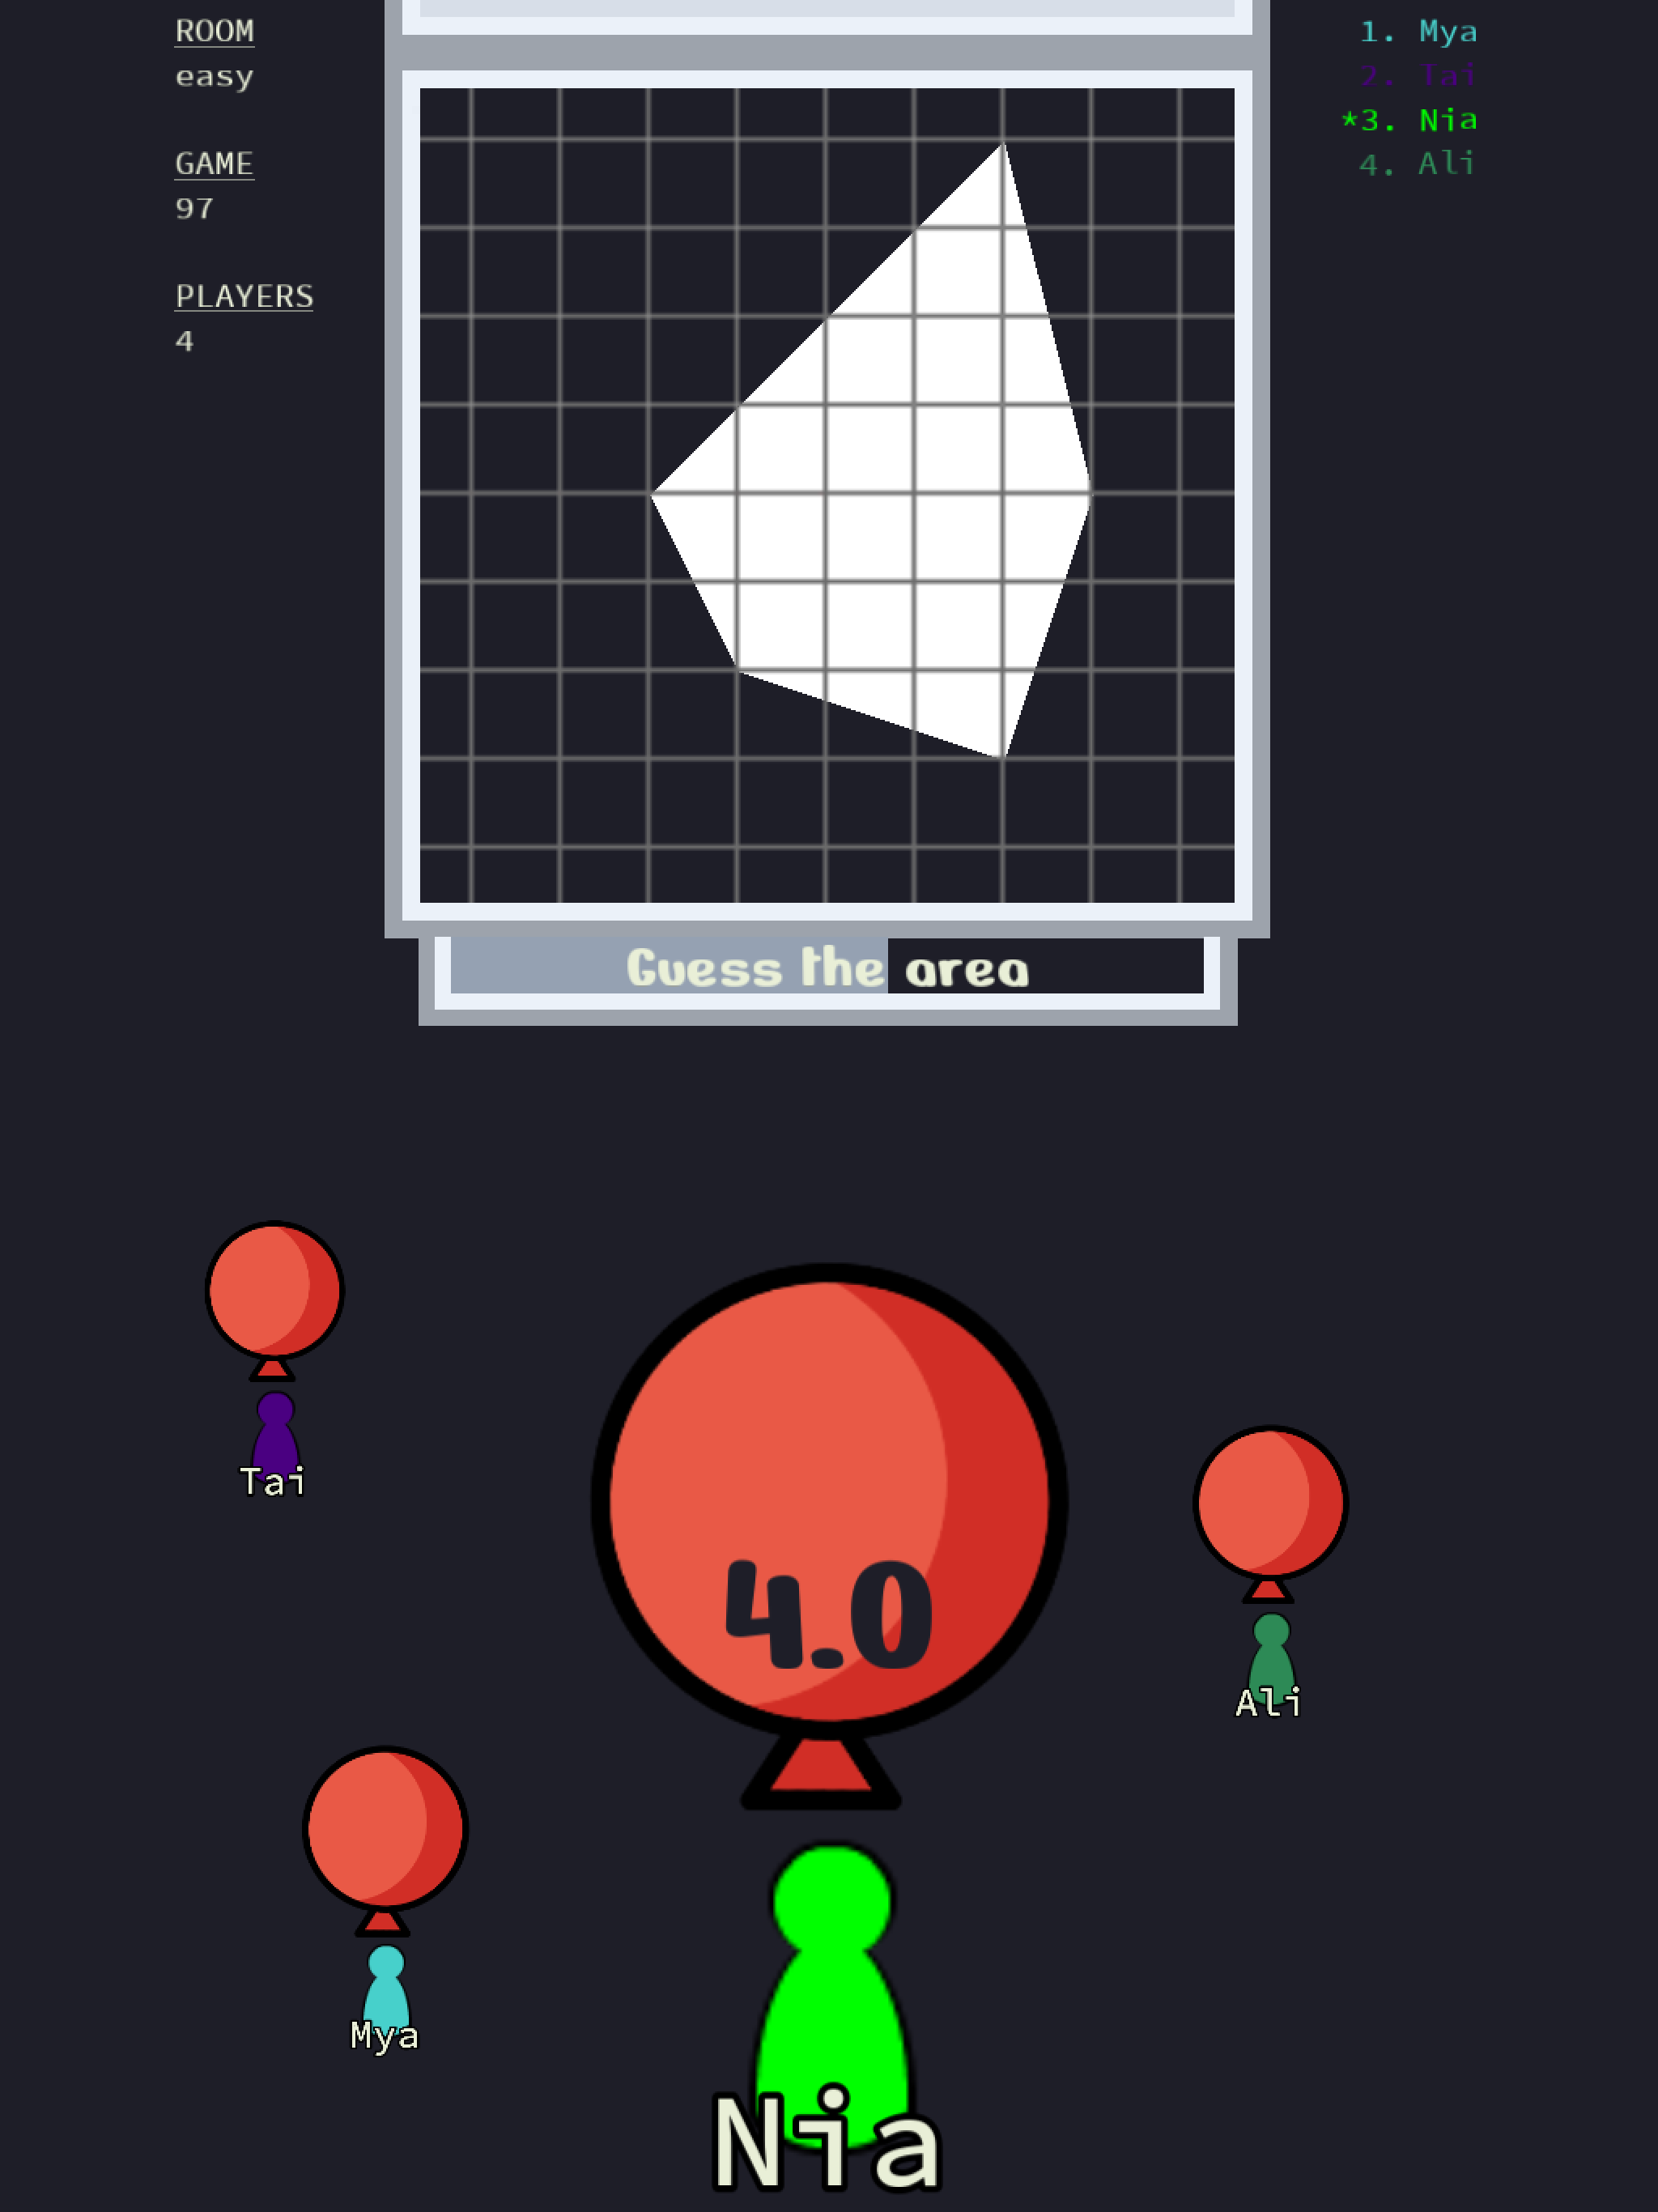 ROOM
easy
GAME
97
PLAYERS
4
1. Mya
2. Tai
*3. Nia
4. Ali
Guess the area
Tai
4.0
Ali
Mya
Nia